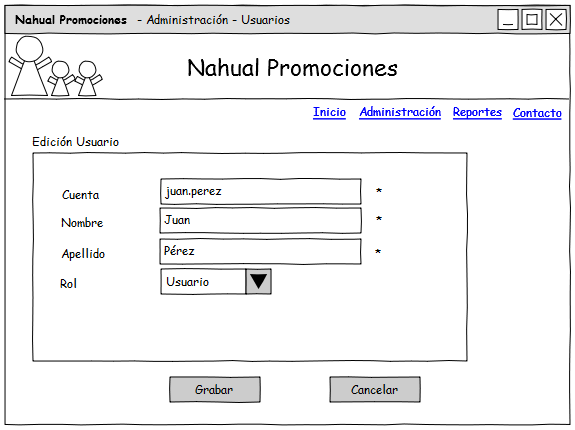 Nahual Promociones - Administración - Usuarios
Nahual Promociones
Inicio Administración Reportes Contacto
Edición Usuario
Cuenta juan.perez *
Nombre Juan *
Apellido Pérez *
Rol Usuario
Grabar Cancelar